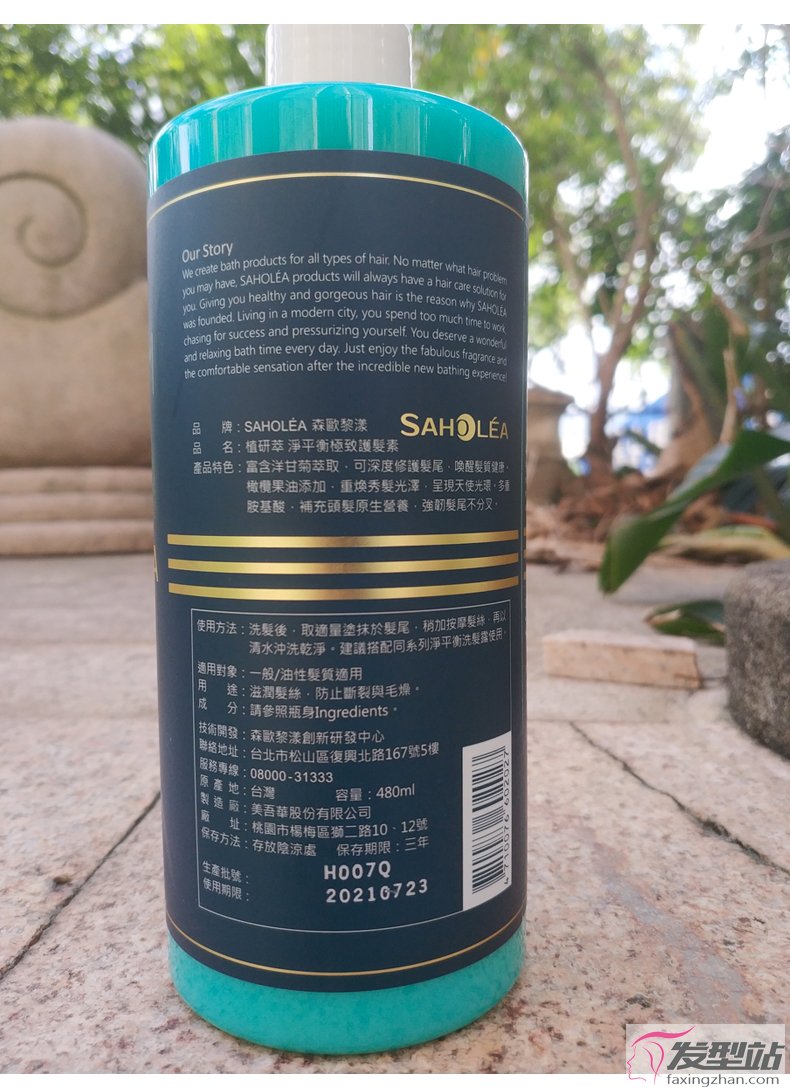 Our Story
We create bath products for all types of hair. No matter what hair problem
you may have, SAHOLÉA products will always have a hair care solution for
you. Giving you healthy and gorgeous hair is the reason why SAHOLÉA
was founded. Living in a modern city, you spend too much time to work,
chasing for success and pressurizing yourself. You deserve a wonderful
and relaxing bath time every day. Just enjoy the fabulous fragrance and
the comfortable sensation after the incredible new bathing experience!
品 牌：SAHOLÉA 森歐黎漾
SAHOLÉA
品 名：植研萃 淨平衡極致護髮素
產品特色：富含洋甘菊萃取，可深度修護髮尾，喚醒髮質健康。
橄欖果油添加，重煥秀髮光澤，呈現天使光環。多重
胺基酸，補充頭髮原生營養，強韌髮尾不分叉。
使用方法：洗髮後，取適量塗抹於髮尾，稍加按摩髮絲，再以
清水沖洗乾淨。建議搭配同系列淨平衡洗髮露使用。
適用對象：一般/油性髮質適用
用 途：滋潤髮絲，防止斷裂與毛燥。
成 分：請參照瓶身Ingredients。
技術開發：森歐黎漾創新研發中心
聯絡地址：台北市松山區復興北路167號5樓
服務專線：08000-31333
原 產 地：台灣 容量：480ml
製 造 廠：美吾華股份有限公司
廠 址：桃園市楊梅區獅二路10、12號
保存方法：存放陰涼處 保存期限：三年
生產批號： H007Q
使用期限： 20210723
4 710076 602027
发型站
faxingzhan.com